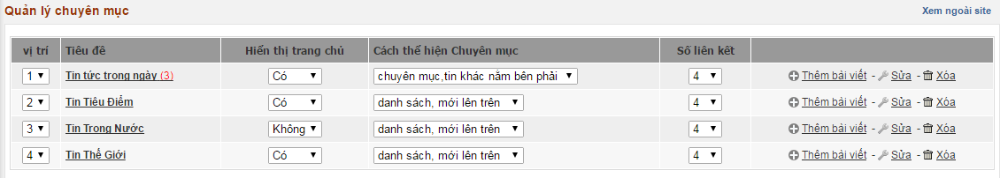 Quản lý chuyên mục Xem ngoài site
vị trí Tiêu đề Hiển thị trang chủ Cách thể hiện Chuyên mục Số liên kết
1 Tin tức trong ngày (3) Có chuyên mục,tin khác nằm bên phải 4 Thêm bài viết - Sửa - Xóa
2 Tin Tiêu Điểm Có danh sách, mới lên trên 4 Thêm bài viết - Sửa - Xóa
3 Tin Trong Nước Không danh sách, mới lên trên 4 Thêm bài viết - Sửa - Xóa
4 Tin Thế Giới Có danh sách, mới lên trên 4 Thêm bài viết - Sửa - Xóa